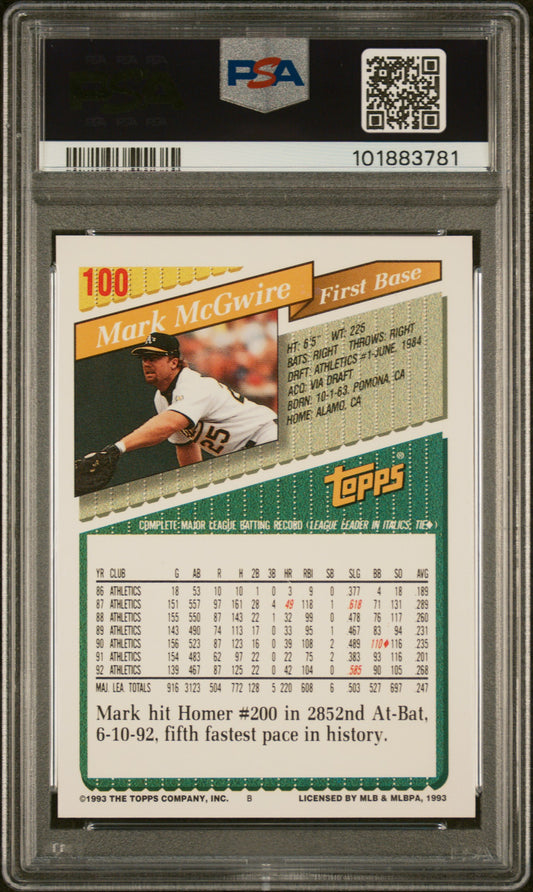 PSA
101883781
100
Mark McGwire
First Base
HT: 6'5" WT: 225
BATS: RIGHT THROWS: RIGHT
DRFT: ATHLETICS #1-JUNE, 1984
ACQ: VIA DRAFT
BORN: 10-1-63, POMONA, CA
HOME: ALAMO, CA
25
TOPPS®
COMPLETE MAJOR LEAGUE BATTING RECORD (LEAGUE LEADER IN ITALICS, TIE♦)
YR CLUB G AB R H 2B 3B HR RBI SB SLG BB SO AVG
86 ATHLETICS 18 53 10 10 1 0 3 9 0 .377 4 18 .189
87 ATHLETICS 151 557 97 161 28 4 49 118 1 .618 71 131 .289
88 ATHLETICS 155 550 87 143 22 1 32 99 0 .478 76 117 .260
89 ATHLETICS 143 490 74 113 17 0 33 95 1 .467 83 94 .231
90 ATHLETICS 156 523 87 123 16 0 39 108 2 .489 110♦ 116 .235
91 ATHLETICS 154 483 62 97 22 0 22 75 2 .383 93 116 .201
92 ATHLETICS 139 467 87 125 22 0 42 104 0 .585 90 105 .268
MAJ. LEA. TOTALS 916 3123 504 772 128 5 220 608 6 .503 527 697 .247
Mark hit Homer #200 in 2852nd At-Bat,
6-10-92, fifth fastest pace in history.
©1993 THE TOPPS COMPANY, INC. B LICENSED BY MLB & MLBPA, 1993